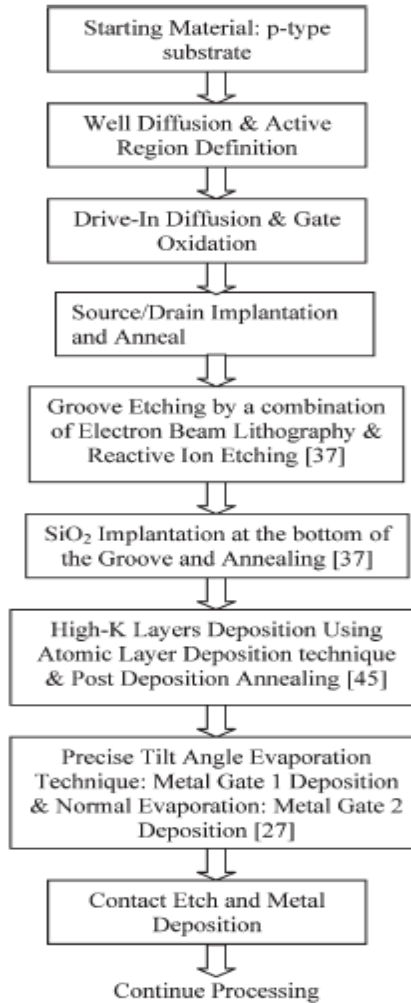 Starting Material: p-type
substrate
Well Diffusion & Active
Region Definition
Drive-In Diffusion & Gate
Oxidation
Source/Drain Implantation
and Anneal
Groove Etching by a combination
of Electron Beam Lithography &
Reactive Ion Etching [37]
SiO₂ Implantation at the bottom of
the Groove and Annealing [37]
High-K Layers Deposition Using
Atomic Layer Deposition technique
& Post Deposition Annealing [45]
Precise Tilt Angle Evaporation
Technique: Metal Gate 1 Deposition
& Normal Evaporation: Metal Gate 2
Deposition [27]
Contact Etch and Metal
Deposition
Continue Processing